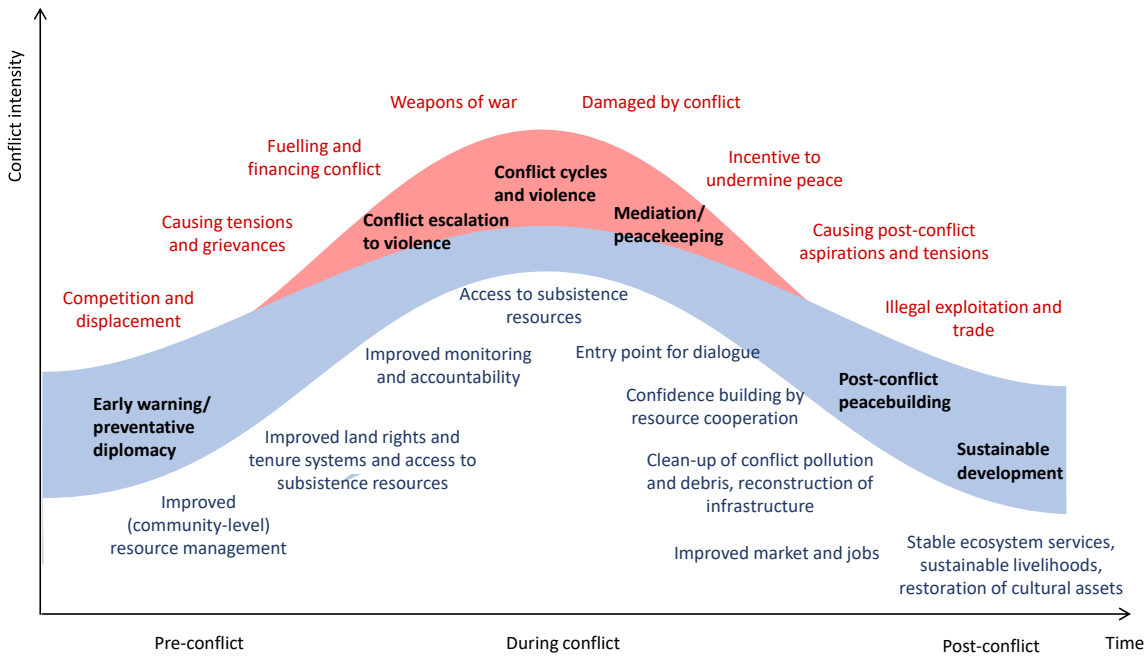 Conflict intensity
Weapons of war
Damaged by conflict
Fuelling and
financing conflict
Incentive to
undermine peace
Conflict cycles
and violence
Causing tensions
and grievances
Conflict escalation
to violence
Mediation/
peacekeeping
Causing post-conflict
aspirations and tensions
Competition and
displacement
Access to subsistence
resources
Illegal exploitation and
trade
Improved monitoring
and accountability
Entry point for dialogue
Early warning/
preventative
diplomacy
Confidence building by
resource cooperation
Post-conflict
peacebuilding
Improved land rights and
tenure systems and access to
subsistence resources
Clean-up of conflict pollution
and debris, reconstruction of
infrastructure
Sustainable
development
Improved
(community-level)
resource management
Improved market and jobs
Stable ecosystem services,
sustainable livelihoods,
restoration of cultural assets
Pre-conflict
During conflict
Post-conflict
Time